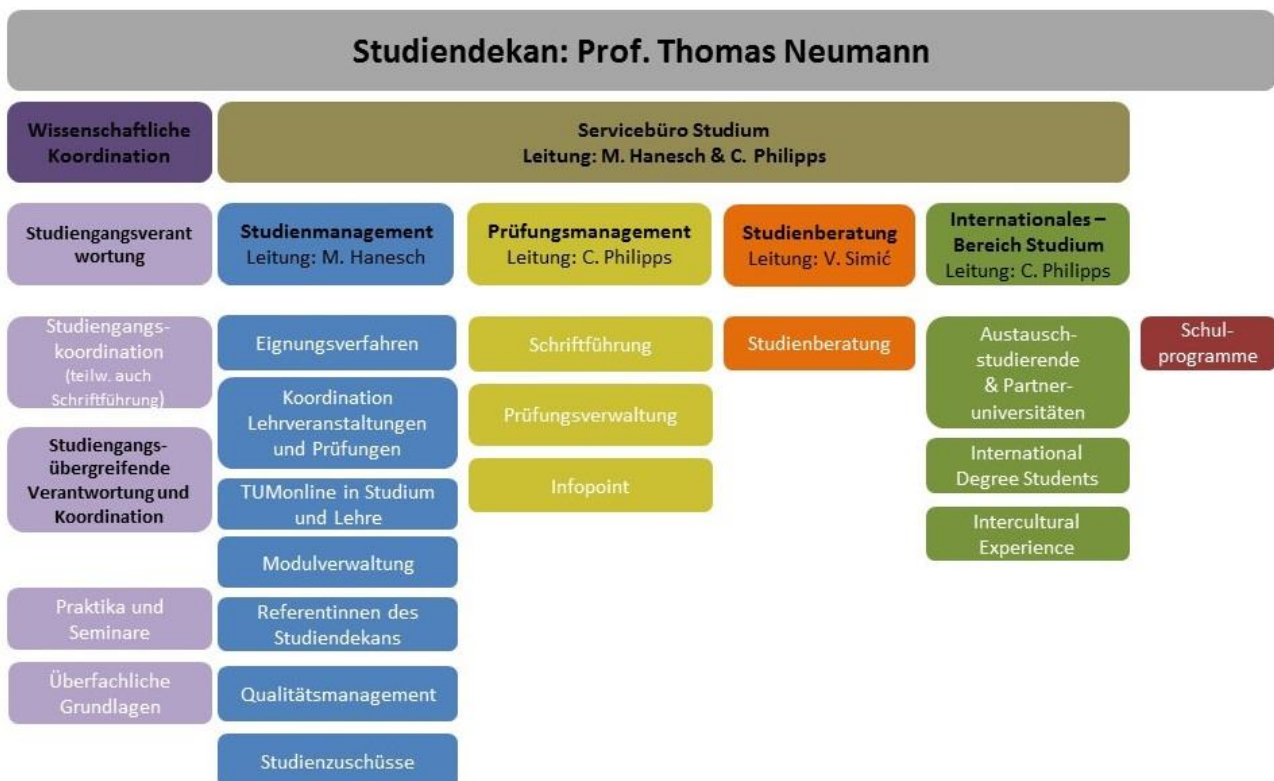 Studiendekan: Prof. Thomas Neumann
Wissenschaftliche
Koordination
Servicebüro Studium
Leitung: M. Hanesch & C. Philipps
Studiengangsverant
wortung
Studienmanagement
Leitung: M. Hanesch
Prüfungsmanagement
Leitung: C. Philipps
Studienberatung
Leitung: V. Simić
Internationales –
Bereich Studium
Leitung: C. Philipps
Studiengangs-
koordination
(teilw. auch
Schriftführung)
Studiengangs-
übergreifende
Verantwortung und
Koordination
Praktika und
Seminare
Überfachliche
Grundlagen
Eignungsverfahren
Koordination
Lehrveranstaltungen
und Prüfungen
TUMonline in Studium
und Lehre
Modulverwaltung
Referentinnen des
Studiendekans
Qualitätsmanagement
Studienzuschüsse
Schriftführung
Prüfungsverwaltung
Infopoint
Studienberatung
Austausch-
studierende
& Partner-
universitäten
International
Degree Students
Intercultural
Experience
Schul-
programme